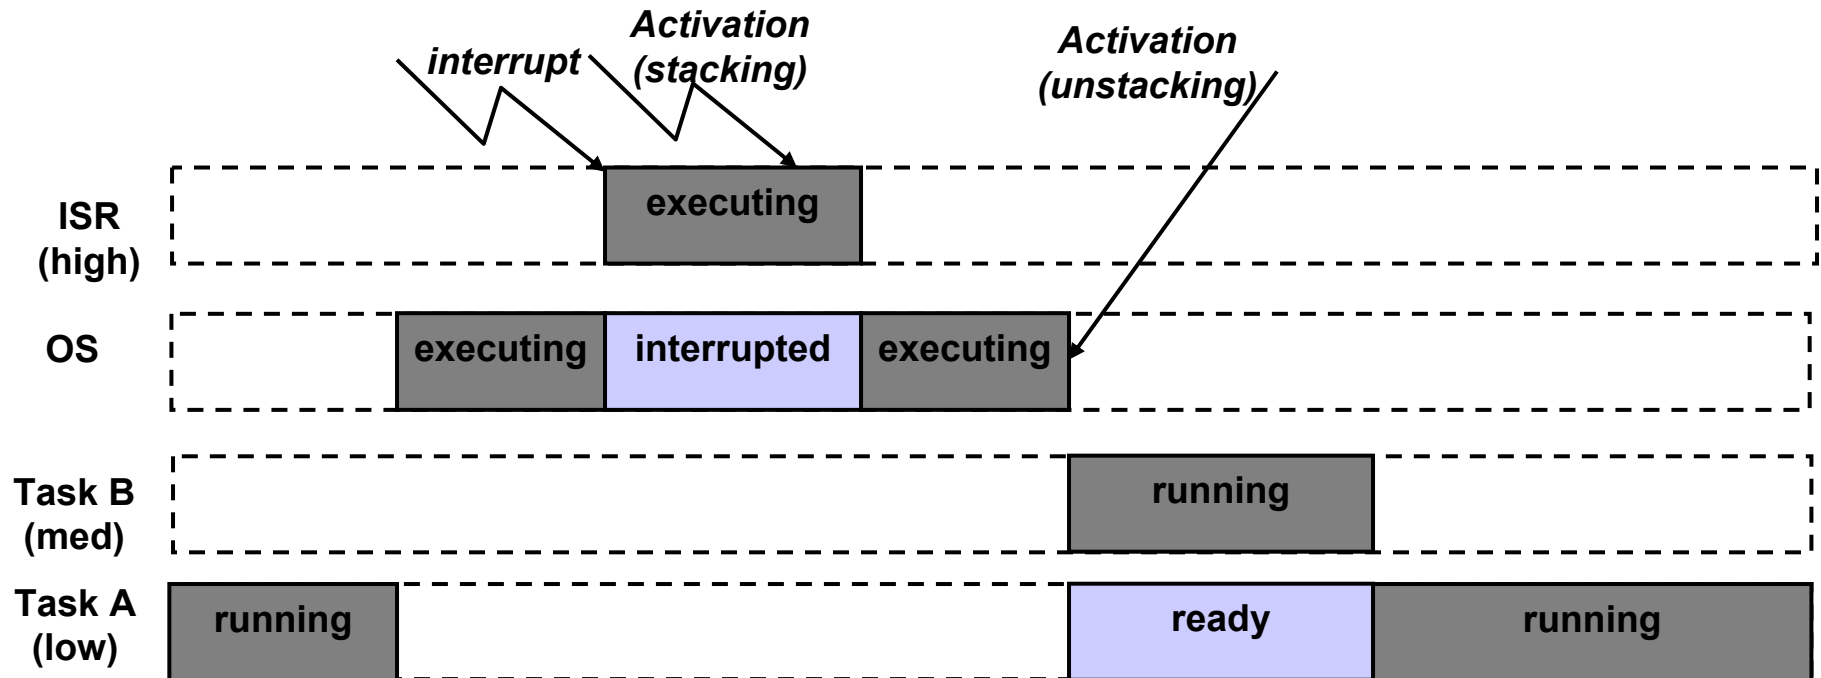 interrupt
Activation
(stacking)
Activation
(unstacking)
ISR
(high)
executing
OS
executing
interrupted
executing
Task B
(med)
running
Task A
(low)
running
ready
running